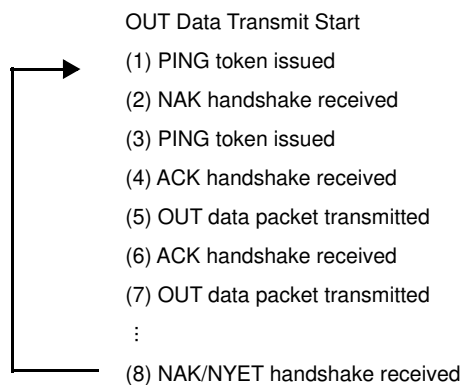 OUT Data Transmit Start
(1) PING token issued
(2) NAK handshake received
(3) PING token issued
(4) ACK handshake received
(5) OUT data packet transmitted
(6) ACK handshake received
(7) OUT data packet transmitted
⋮
(8) NAK/NYET handshake received